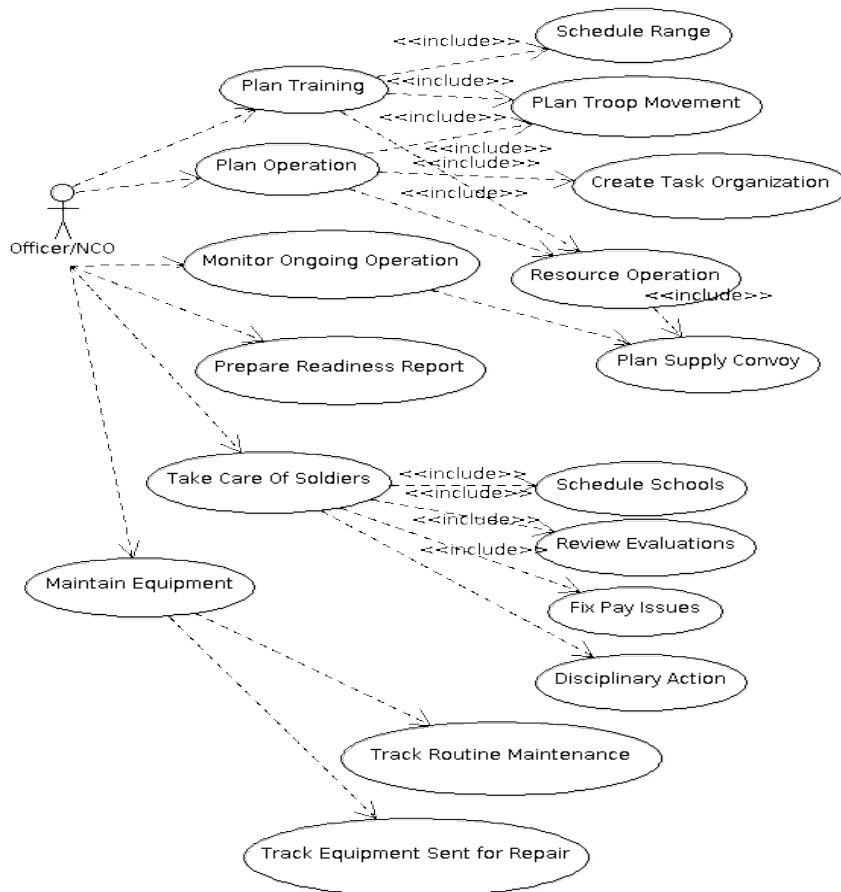 Schedule Range
<<include>>
Plan Training
<<include>>
PLan Troop Movement
<<include>>
<<include>>
Plan Operation
<<include>>
Create Task Organization
<<include>>
Officer/NCO
Monitor Ongoing Operation
Resource Operation
<<include>>
Prepare Readiness Report
Plan Supply Convoy
Take Care Of Soldiers
<<include>>
Schedule Schools
<<include>>
<<include>>
Review Evaluations
<<include>>
Maintain Equipment
Fix Pay Issues
Disciplinary Action
Track Routine Maintenance
Track Equipment Sent for Repair